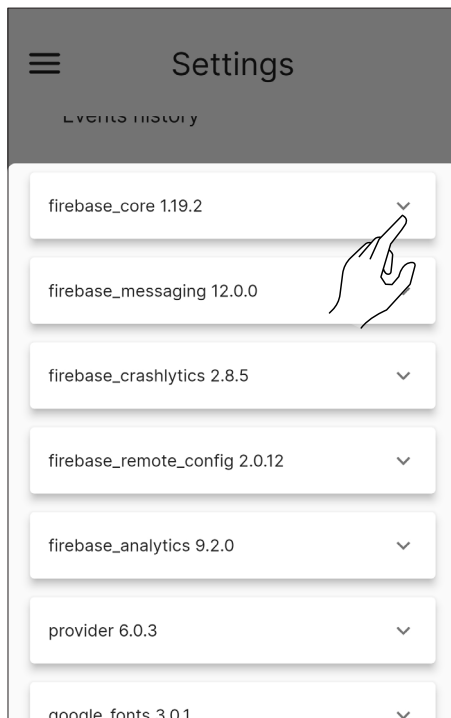 Settings
Events history
firebase_core 1.19.2
firebase_messaging 12.0.0
firebase_crashlytics 2.8.5
firebase_remote_config 2.0.12
firebase_analytics 9.2.0
provider 6.0.3
google_fonts 3.0.1